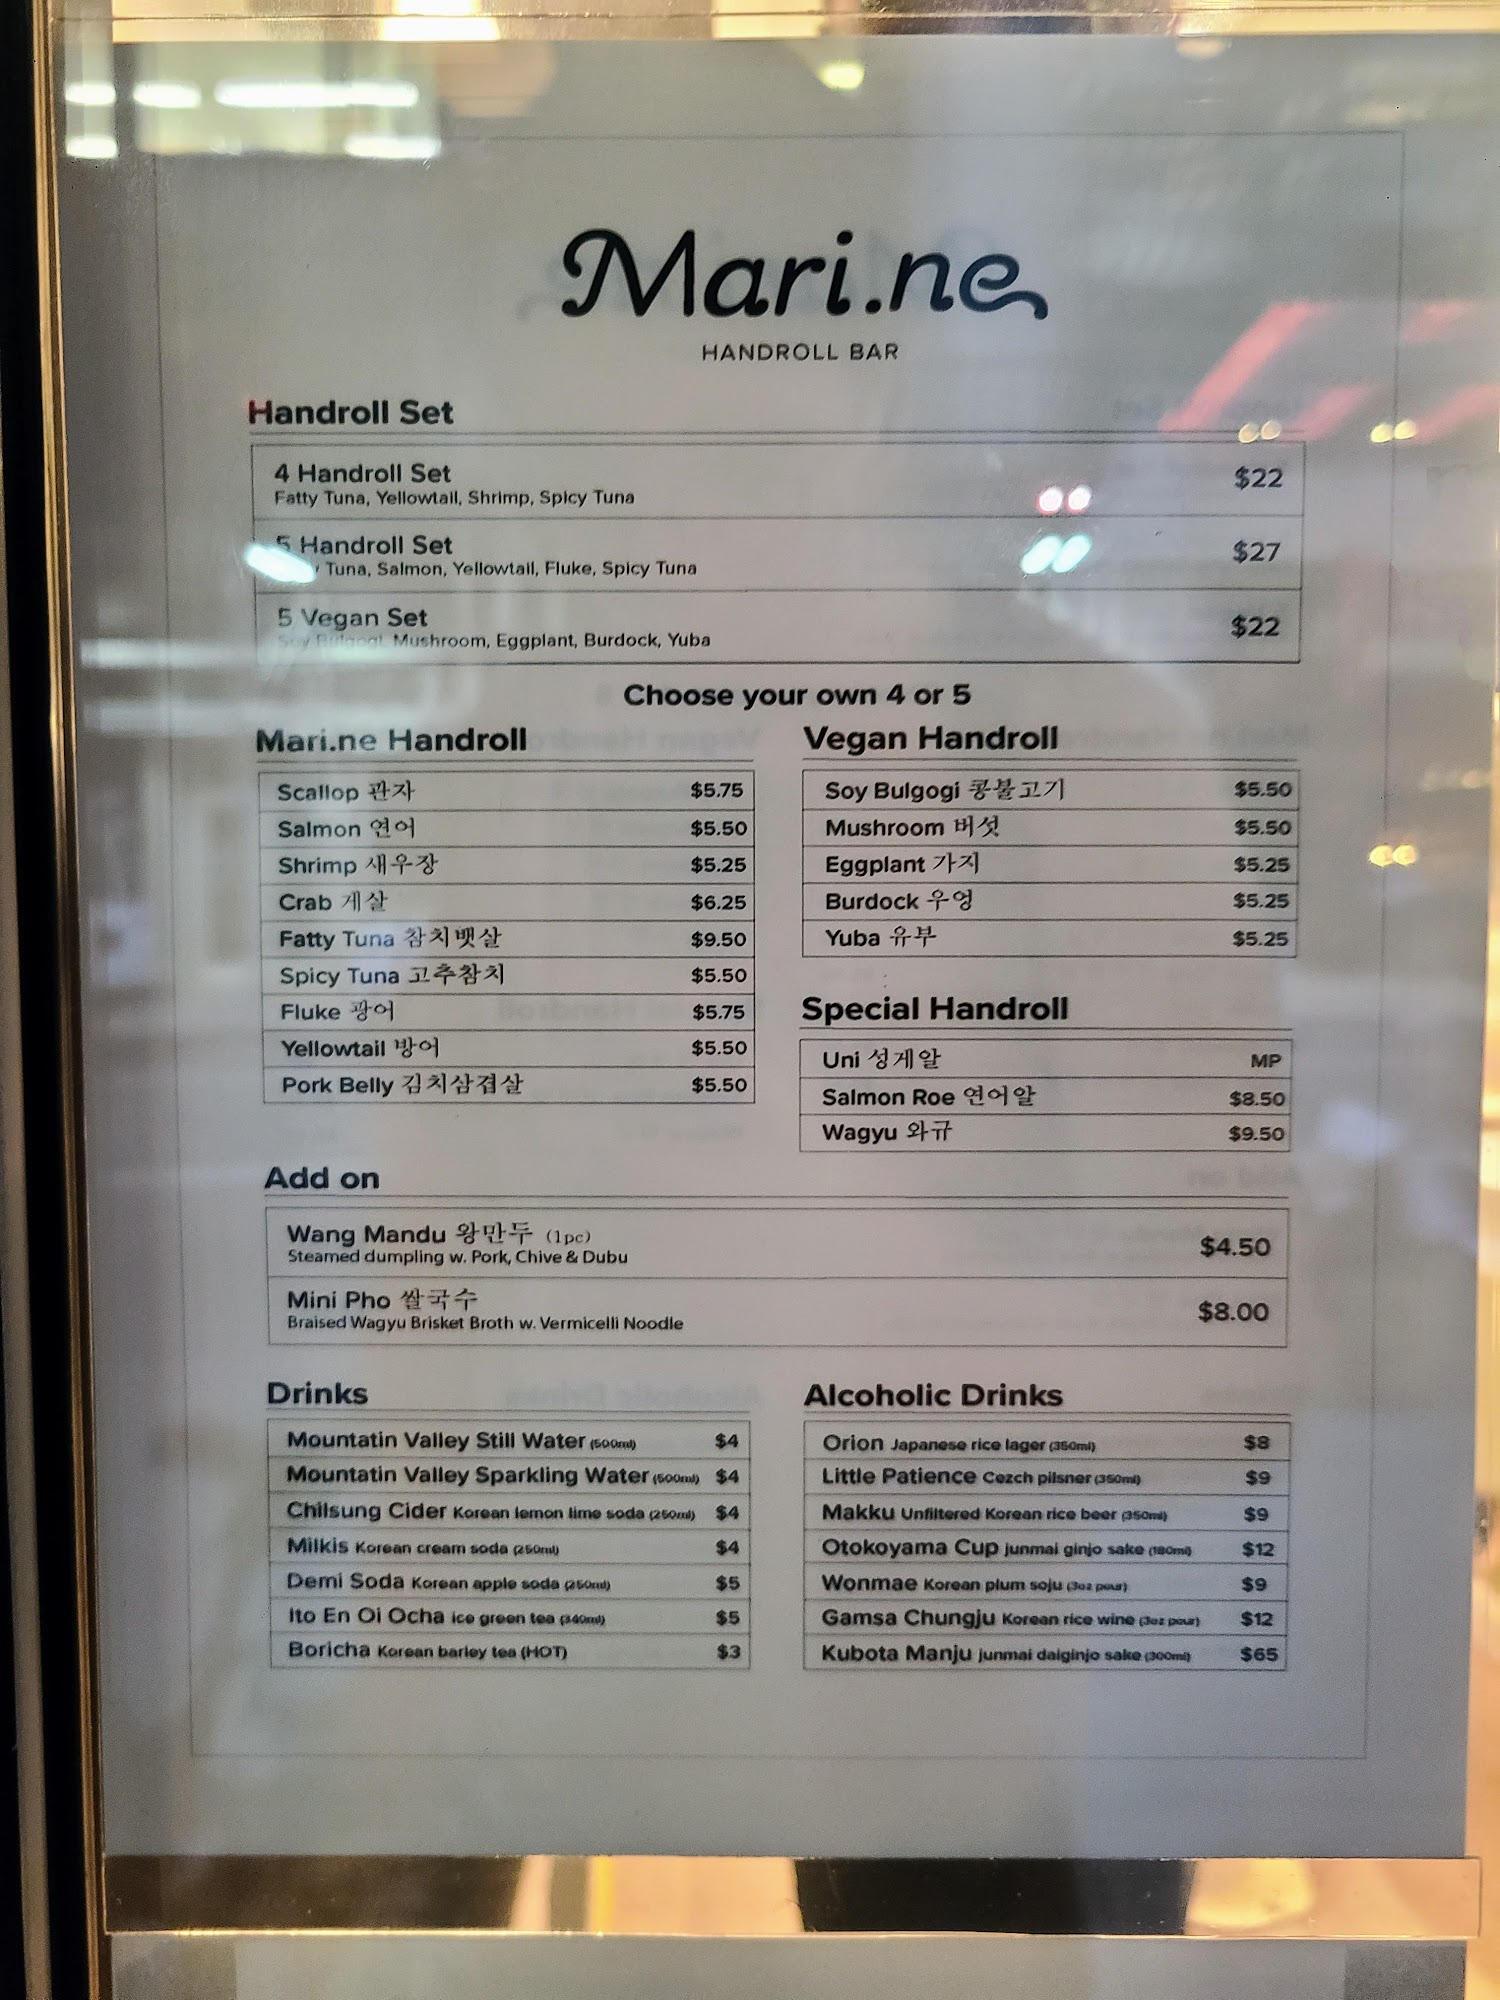 Mari.ne
HANDROLL BAR
Handroll Set
4 Handroll Set $22
Fatty Tuna, Yellowtail, Shrimp, Spicy Tuna
5 Handroll Set $27
Tuna, Salmon, Yellowtail, Fluke, Spicy Tuna
5 Vegan Set $22
Soy Bulgogi, Mushroom, Eggplant, Burdock, Yuba
Choose your own 4 or 5
Mari.ne Handroll
Scallop 관자 $5.75
Salmon 연어 $5.50
Shrimp 새우장 $5.25
Crab 게살 $6.25
Fatty Tuna 참치뱃살 $9.50
Spicy Tuna 고추참치 $5.50
Fluke 광어 $5.75
Yellowtail 방어 $5.50
Pork Belly 김치삼겹살 $5.50
Vegan Handroll
Soy Bulgogi 콩불고기 $5.50
Mushroom 버섯 $5.50
Eggplant 가지 $5.25
Burdock 우엉 $5.25
Yuba 유부 $5.25
Special Handroll
Uni 성게알 MP
Salmon Roe 연어알 $8.50
Wagyu 와규 $9.50
Add on
Wang Mandu 왕만두 (1pc) $4.50
Steamed dumpling w. Pork, Chive & Dubu
Mini Pho 쌀국수 $8.00
Braised Wagyu Brisket Broth w. Vermicelli Noodle
Drinks
Mountatin Valley Still Water (500ml) $4
Mountatin Valley Sparkling Water (500ml) $4
Chilsung Cider Korean lemon lime soda (250ml) $4
Milkis Korean cream soda (250ml) $4
Demi Soda Korean apple soda (250ml) $5
Ito En Oi Ocha ice green tea (340ml) $5
Boricha Korean barley tea (HOT) $3
Alcoholic Drinks
Orion Japanese rice lager (350ml) $8
Little Patience Cezch pilsner (350ml) $9
Makku Unfiltered Korean rice beer (350ml) $9
Otokoyama Cup junmai ginjo sake (180ml) $12
Wonmae Korean plum soju (3oz pour) $9
Gamsa Chungju Korean rice wine (3oz pour) $12
Kubota Manju junmai daiginjo sake (300ml) $65